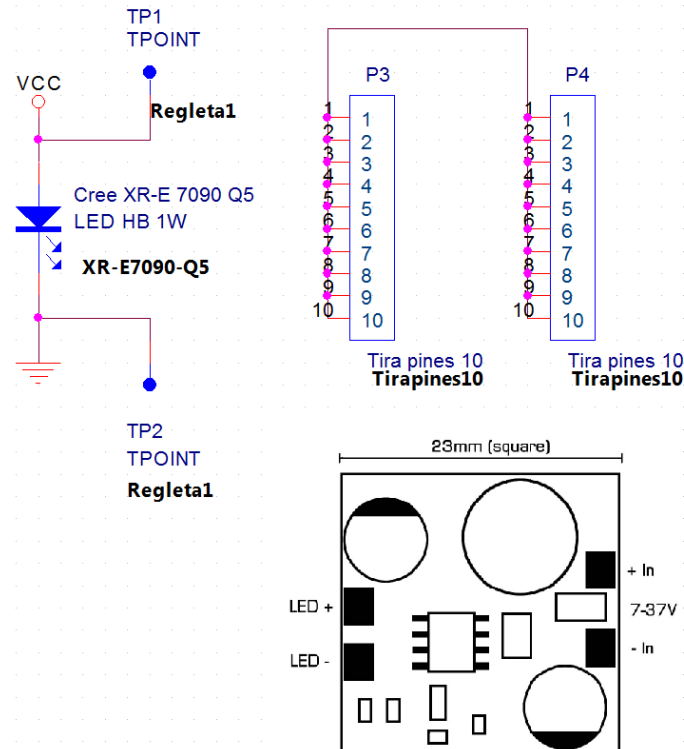 TP1
TPOINT
Regleta1
VCC
Cree XR-E 7090 Q5
LED HB 1W
XR-E7090-Q5
TP2
TPOINT
Regleta1
P3
1 1
2 2
3 3
4 4
5 5
6 6
7 7
8 8
9 9
10 10
Tira pines 10
Tirapines10
P4
1 1
2 2
3 3
4 4
5 5
6 6
7 7
8 8
9 9
10 10
Tira pines 10
Tirapines10
23mm (square)
+ In
LED +
7-37V
- In
LED -